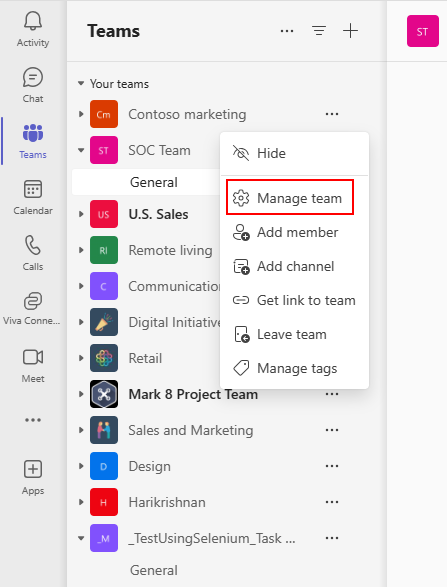 Activity
Chat
Teams
Calendar
Calls
Viva Conne...
Meet
Apps
Teams
Your teams
Cm Contoso marketing
ST SOC Team
General
US U.S. Sales
Rl Remote living
C Communication
Digital Initiative
Retail
Mark 8 Project Team
Sales and Marketing
D Design
H Harikrishnan
_M _TestUsingSelenium_Task ...
General
Hide
Manage team
Add member
Add channel
Get link to team
Leave team
Manage tags
ST